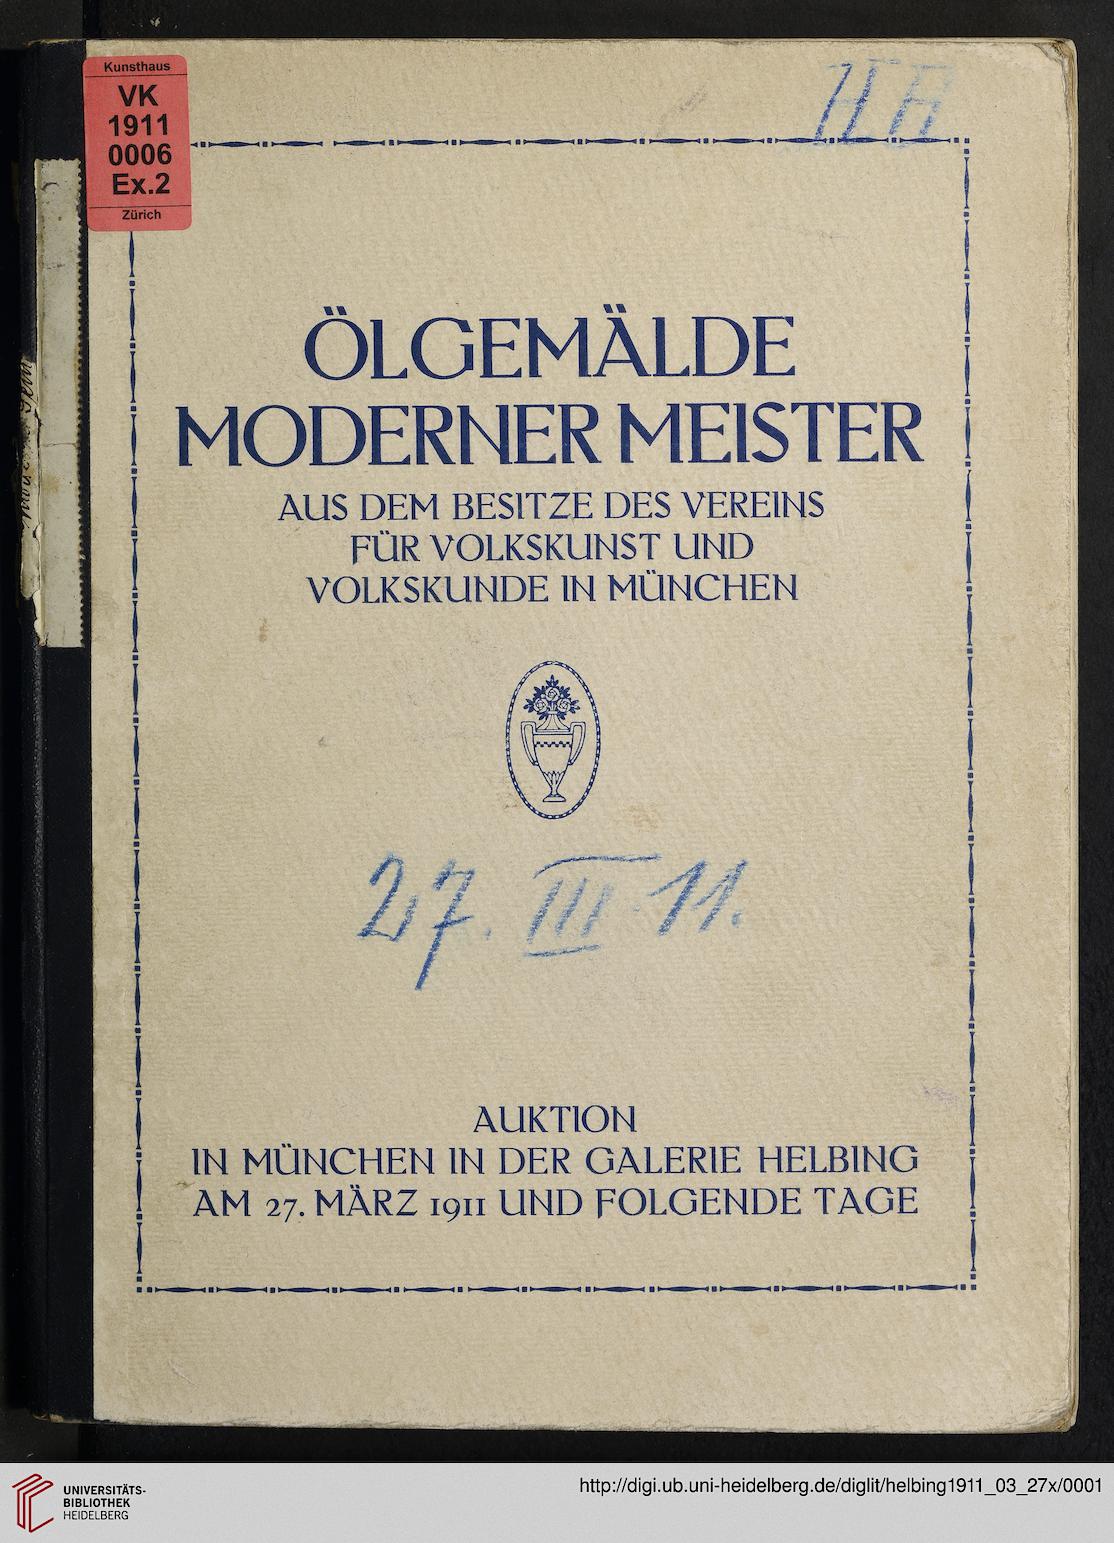 Kunsthaus
VK
1911
0006
Ex.2
Zürich
ÖLGEMÄLDE
MODERNER MEISTER
AUS DEM BESITZE DES VEREINS
FÜR VOLKSKUNST UND
VOLKSKUNDE IN MÜNCHEN
27. III. 11.
AUKTION
IN MÜNCHEN IN DER GALERIE HELBING
AM 27. MÄRZ 1911 UND FOLGENDE TAGE
UNIVERSITÄTS-
BIBLIOTHEK
HEIDELBERG
http://digi.ub.uni-heidelberg.de/diglit/helbing1911_03_27x/0001